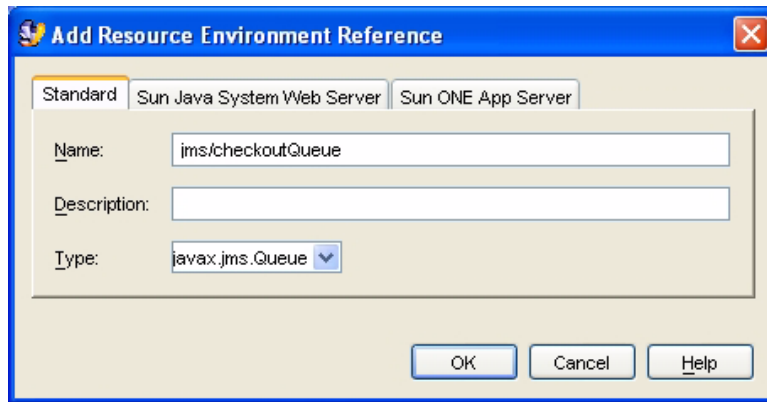 Add Resource Environment Reference
Standard Sun Java System Web Server Sun ONE App Server
Name: jms/checkoutQueue
Description:
Type: javax.jms.Queue
OK Cancel Help